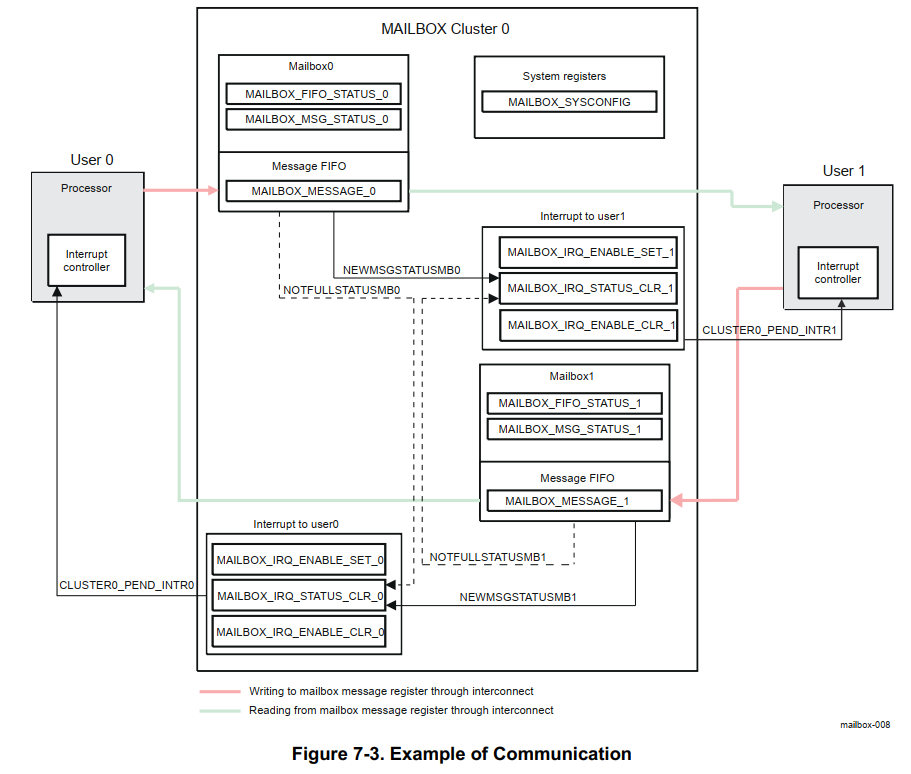 MAILBOX Cluster 0
Mailbox0
MAILBOX_FIFO_STATUS_0
MAILBOX_MSG_STATUS_0
Message FIFO
MAILBOX_MESSAGE_0
System registers
MAILBOX_SYSCONFIG
User 0
Processor
Interrupt
controller
User 1
Processor
Interrupt
controller
Interrupt to user1
MAILBOX_IRQ_ENABLE_SET_1
MAILBOX_IRQ_STATUS_CLR_1
MAILBOX_IRQ_ENABLE_CLR_1
NEWMSGSTATUSMB0
NOTFULLSTATUSMB0
CLUSTER0_PEND_INTR1
Mailbox1
MAILBOX_FIFO_STATUS_1
MAILBOX_MSG_STATUS_1
Message FIFO
MAILBOX_MESSAGE_1
Interrupt to user0
MAILBOX_IRQ_ENABLE_SET_0
MAILBOX_IRQ_STATUS_CLR_0
MAILBOX_IRQ_ENABLE_CLR_0
NOTFULLSTATUSMB1
NEWMSGSTATUSMB1
CLUSTER0_PEND_INTR0
Writing to mailbox message register through interconnect
Reading from mailbox message register through interconnect
mailbox-008
Figure 7-3. Example of Communication